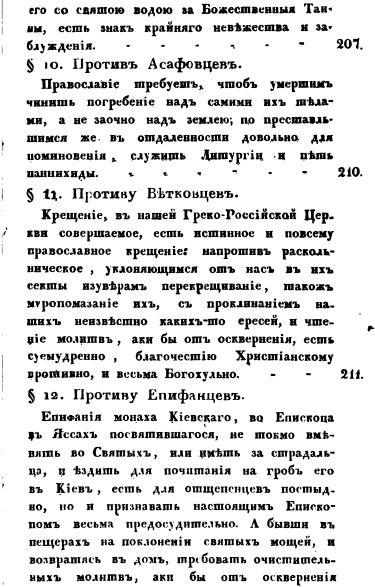 его со святою водою за Божественныя Таи-
ны, есть знакъ крайняго невѣжества и за-
блужденія. - - - - - 207.
§ 10. Противъ Асафовцевъ.
Православіе требуетъ, чтобъ умершимъ
чинить погребеніе надъ самими ихъ тѣла-
ми, а не заочно надъ землею; по преставль-
шимся же въ отдаленности довольно для
поминовенія, служить Литургіи и пѣть
паннихиды. - - - - - 210.
§ 11. Противу Вѣтковцевъ.
Крещеніе, въ нашей Греко-Россійской Цер-
кви совершаемое, есть истинное и повсему
православное крещеніе: напротивъ расколь-
ническое, уклоняющимся отъ насъ въ ихъ
секты изувѣрамъ перекрещиваніе, такожъ
муропомазаніе ихъ, съ проклинаніемъ на-
шихъ неизвѣстно какихъ-то ересей, и чте-
ніе молитвъ, аки бы отъ оскверненія, есть
суемудренно, благочестію Христіанскому
противно, и весьма Богохульно. - - 211.
§ 12. Противу Епифанцевъ.
Епифанія монаха Кіевскаго, во Епископа
въ Яссахъ посвятившагося, не токмо вмѣ-
нять во Святыхъ, или имѣть за страдаль-
ца, и ѣздить для почитанія на гробъ его
въ Кіевъ, есть для отщепенцевъ постыд-
но, но и признавать настоящимъ Еписко-
помъ весьма предосудительно. А бывши въ
пещерахъ на поклоненіи святыхъ мощей, и
возвратясь въ домъ, требовать очиститель-
ныхъ молитвъ, аки бы отъ оскверненія